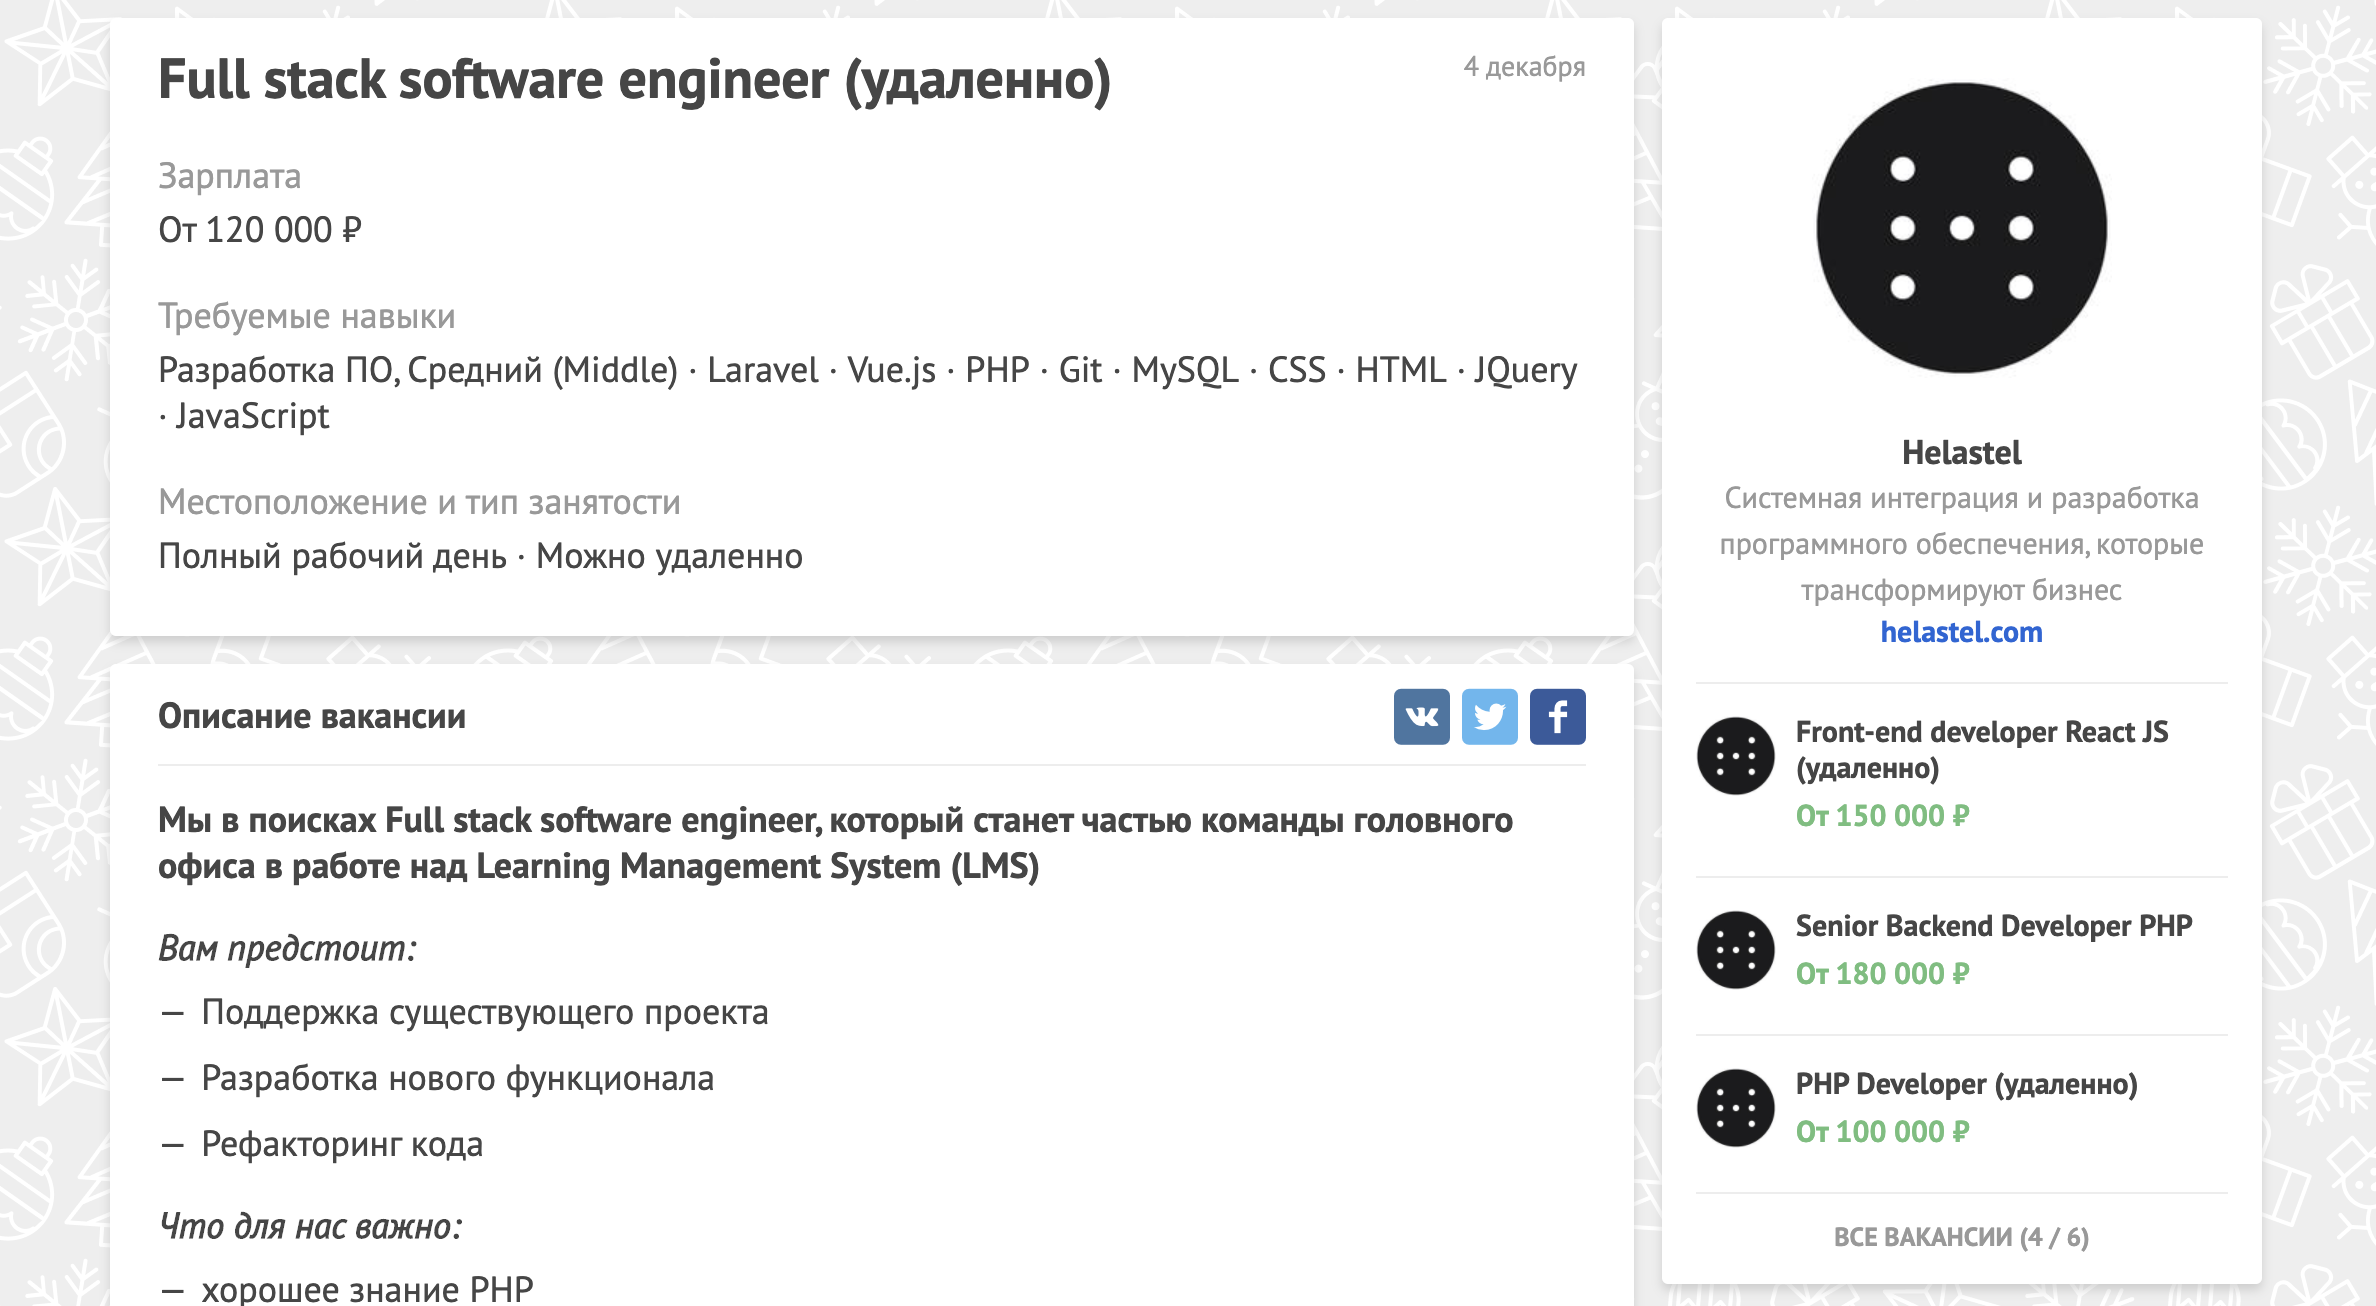 Full stack software engineer (удаленно)
4 декабря
Зарплата
От 120 000 ₽
Требуемые навыки
Разработка ПО, Средний (Middle) · Laravel · Vue.js · PHP · Git · MySQL · CSS · HTML · JQuery
· JavaScript
Местоположение и тип занятости
Полный рабочий день · Можно удаленно
Описание вакансии
Мы в поисках Full stack software engineer, который станет частью команды головного
офиса в работе над Learning Management System (LMS)
Вам предстоит:
— Поддержка существующего проекта
— Разработка нового функционала
— Рефакторинг кода
Что для нас важно:
— хорошее знание PHP
Helastel
Системная интеграция и разработка
программного обеспечения, которые
трансформируют бизнес
helastel.com
Front-end developer React JS
(удаленно)
От 150 000 ₽
Senior Backend Developer PHP
От 180 000 ₽
PHP Developer (удаленно)
От 100 000 ₽
ВСЕ ВАКАНСИИ (4 / 6)